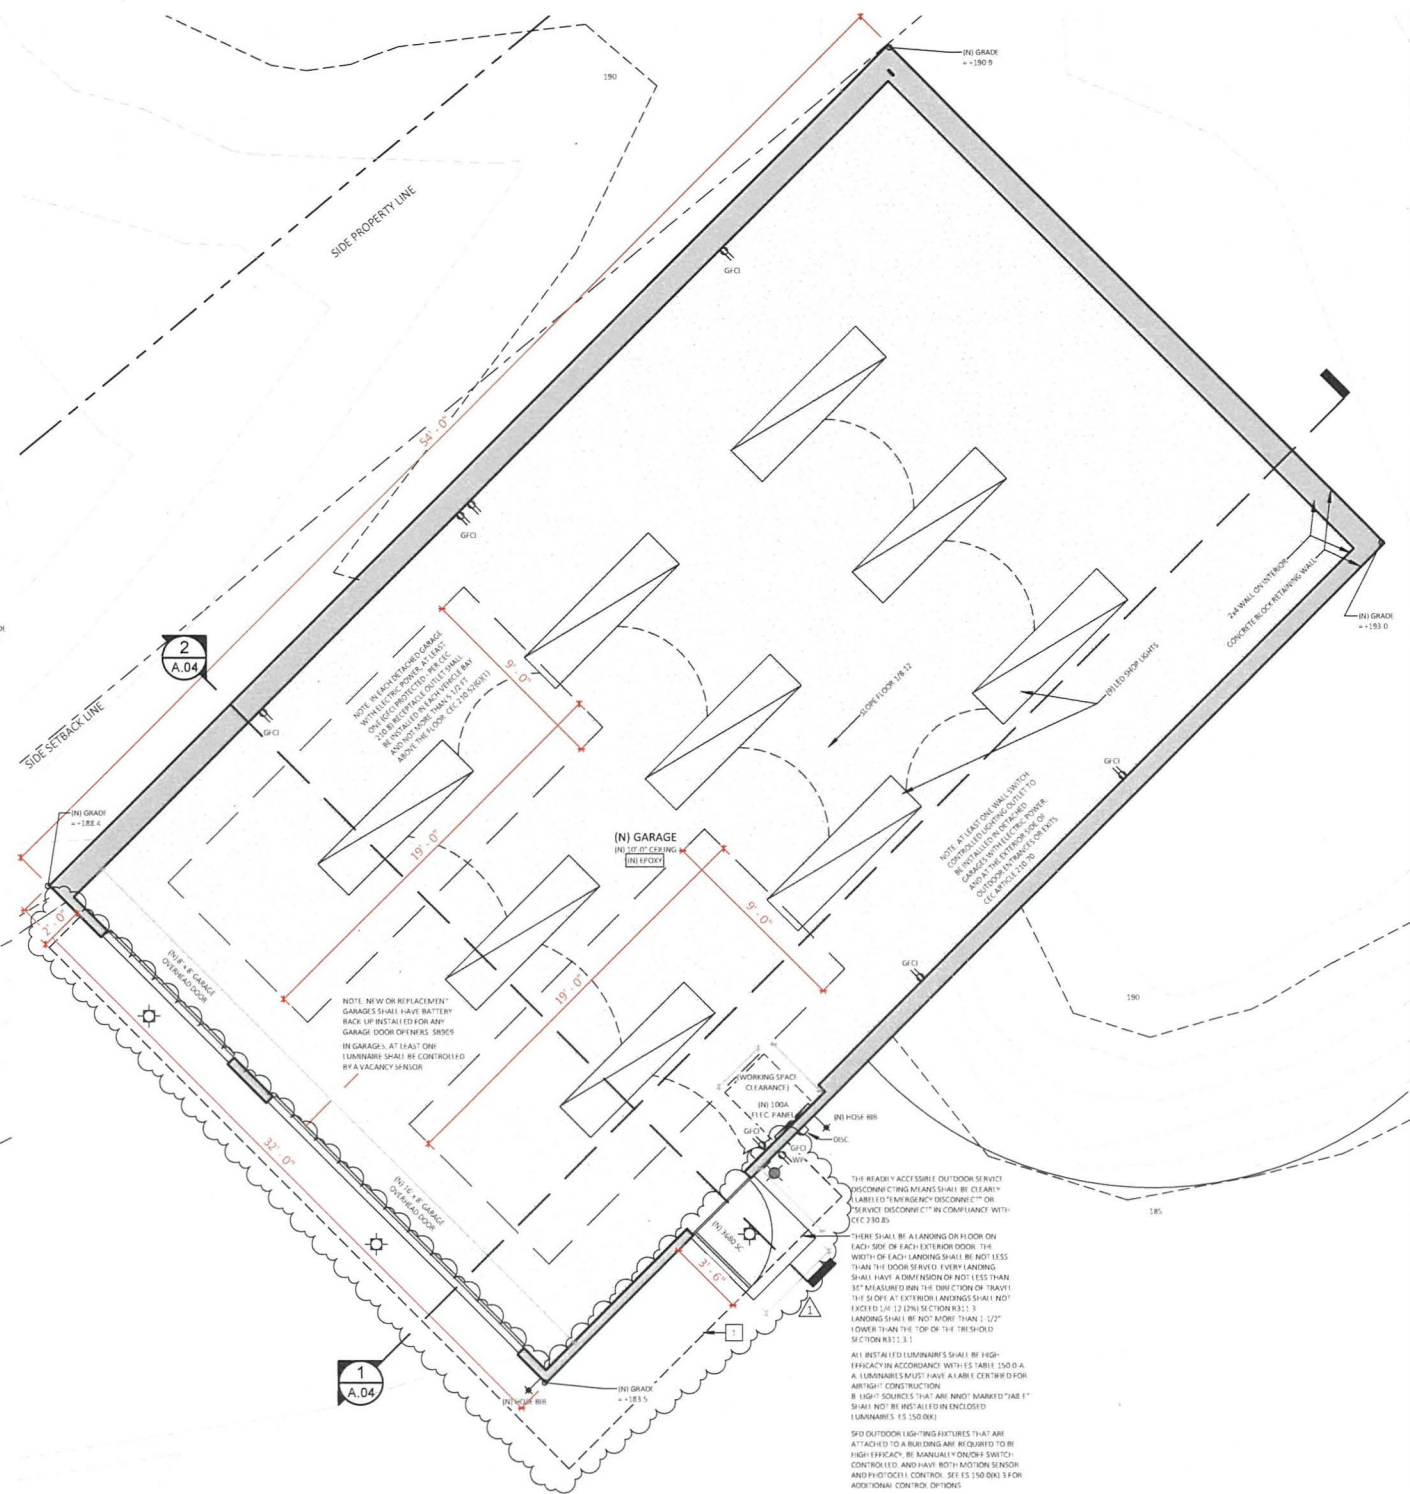 (N) GRADE
= +190.9
190
SIDE PROPERTY LINE
GFCI
54' - 0"
GFCI
2x4 WALL ON INTERIOR
CONCRETE BLOCK RETAINING WALL
(N) GRADE
= +193.0
2
A.04
NOTE: IN EACH DETACHED GARAGE
WITH ELECTRIC POWER, AT LEAST
ONE (GFCI PROTECTED - PER CEC
210.8) RECEPTACLE OUTLET SHALL
BE INSTALLED IN EACH VEHICLE BAY
AND NOT MORE THAN 5 1/2 FT
ABOVE THE FLOOR. CEC 210.52(G)(1)
9' - 0"
(9) LED SHOP LIGHTS
SLOPE FLOOR 1/8:12
SIDE SETBACK LINE
GFCI
GFCI
(N) GRADE
= +188.4
19' - 0"
(N) GARAGE
(N) 10'-0" CEILING
(N) EPOXY
NOTE: AT LEAST ONE WALL SWITCH-
CONTROLLED LIGHTING OUTLET TO
BE INSTALLED IN DETACHED
GARAGES WITH ELECTRIC POWER,
AND AT THE EXTERIOR SIDE OF
OUTDOOR ENTRANCES OR EXITS
CEC ARTICLE 210.70
2' - 0"
9' - 0"
(N) 8' x 8' GARAGE
OVERHEAD DOOR
GFCI
19' - 0"
190
NOTE: NEW OR REPLACEMENT
GARAGES SHALL HAVE BATTERY
BACK UP INSTALLED FOR ANY
GARAGE DOOR OPENERS. SB969
IN GARAGES, AT LEAST ONE
LUMINAIRE SHALL BE CONTROLLED
BY A VACANCY SENSOR
(WORKING SPACE
CLEARANCE)
(N) 100A
ELEC. PANEL
(N) HOSE BIB
GFCI
DISC.
GFCI
WP
32' - 0"
(N) 16' x 8' GARAGE
OVERHEAD DOOR
THE READILY ACCESSIBLE OUTDOOR SERVICE
DISCONNECTING MEANS SHALL BE CLEARLY
LABELED "EMERGENCY DISCONNECT" OR
"SERVICE DISCONNECT" IN COMPLIANCE WITH
CEC 230.85
185
(N) 3680 SC
THERE SHALL BE A LANDING OR FLOOR ON
EACH SIDE OF EACH EXTERIOR DOOR. THE
WIDTH OF EACH LANDING SHALL BE NOT LESS
THAN THE DOOR SERVED. EVERY LANDING
SHALL HAVE A DIMENSION OF NOT LESS THAN
36" MEASURED INN THE DIRECTION OF TRAVEL
THE SLOPE AT EXTERIOR LANDINGS SHALL NOT
EXCEED 1/4:12 (2%) SECTION R311.3
LANDING SHALL BE NOT MORE THAN 1-1/2"
LOWER THAN THE TOP OF THE TRESHOLD
SECTION R311.3.1
3' - 6"
1
1
ALL INSTALLED LUMINAIRES SHALL BE HIGH-
EFFICACY IN ACCORDANCE WITH ES TABLE 150.0-A.
A. LUMINAIRES MUST HAVE A LABLE CERTIFIED FOR
AIRTIGHT CONSTRUCTION
B. LIGHT SOURCES THAT ARE NNOT MARKED "JA8 E"
SHALL NOT BE INSTALLED IN ENCLOSED
LUMINAIRES. ES 150.0(K)
1
A.04
(N) GRADE
= +183.5
(N) HOSE BIB
SFD OUTDOOR LIGHTING FIXTURES THAT ARE
ATTACHED TO A BUILDING ARE REQUIRED TO BE
HIGH EFFICACY, BE MANUALLY ON/OFF SWITCH
CONTROLLED, AND HAVE BOTH MOTION SENSOR
AND PHOTOCELL CONTROL. SEE ES 150.0(K) 3 FOR
ADDITIONAL CONTROL OPTIONS